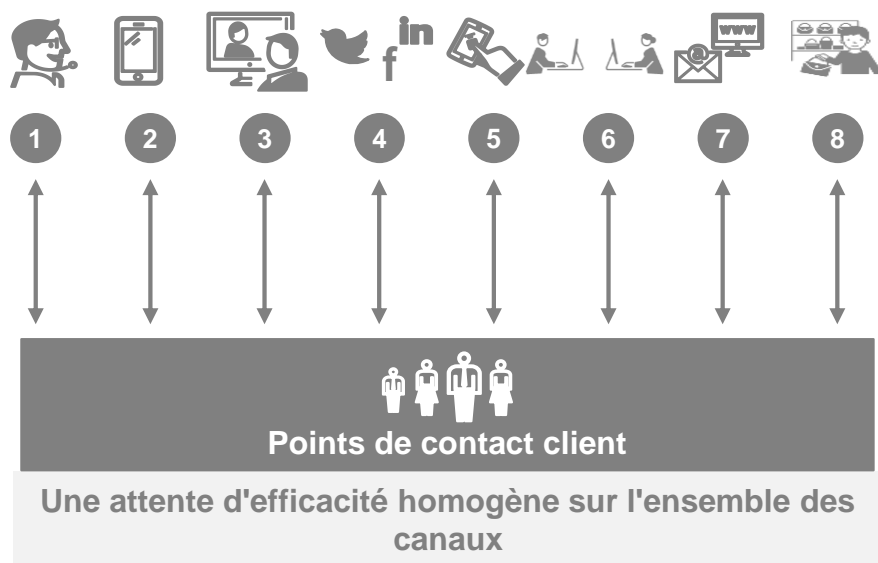 in
f
@
www
1 2 3 4 5 6 7 8
Points de contact client
Une attente d'efficacité homogène sur l'ensemble des
canaux